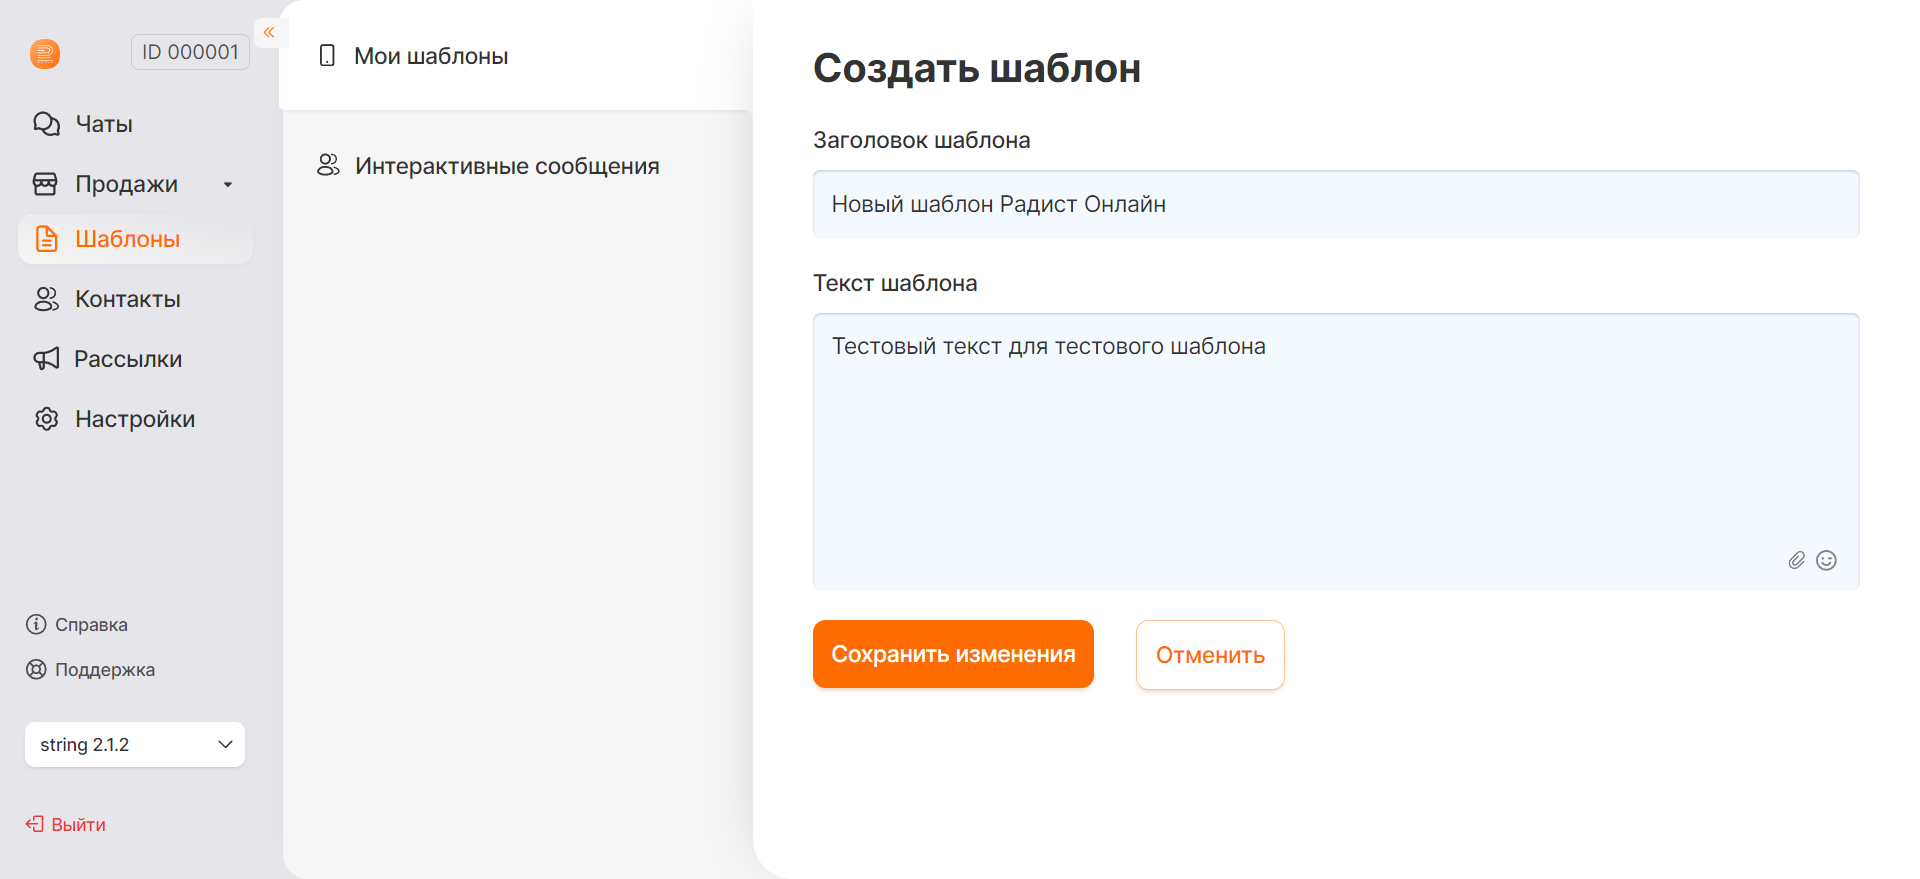 ID 000001
Чаты
Продажи
Шаблоны
Контакты
Рассылки
Настройки
Справка
Поддержка
string 2.1.2
Выйти
Мои шаблоны
Интерактивные сообщения
Создать шаблон
Заголовок шаблона
Новый шаблон Радист Онлайн
Текст шаблона
Тестовый текст для тестового шаблона
Сохранить изменения
Отменить